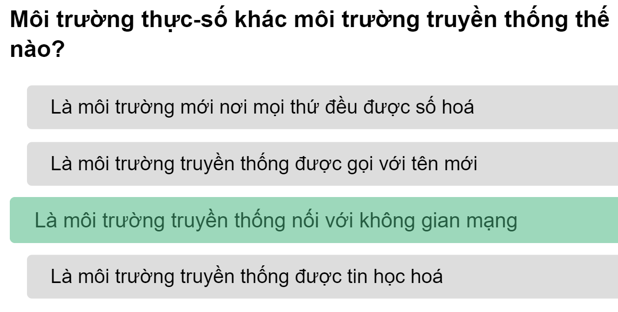 Môi trường thực-số khác môi trường truyền thống thế
nào?
Là môi trường mới nơi mọi thứ đều được số hoá
Là môi trường truyền thống được gọi với tên mới
Là môi trường truyền thống nối với không gian mạng
Là môi trường truyền thống được tin học hoá